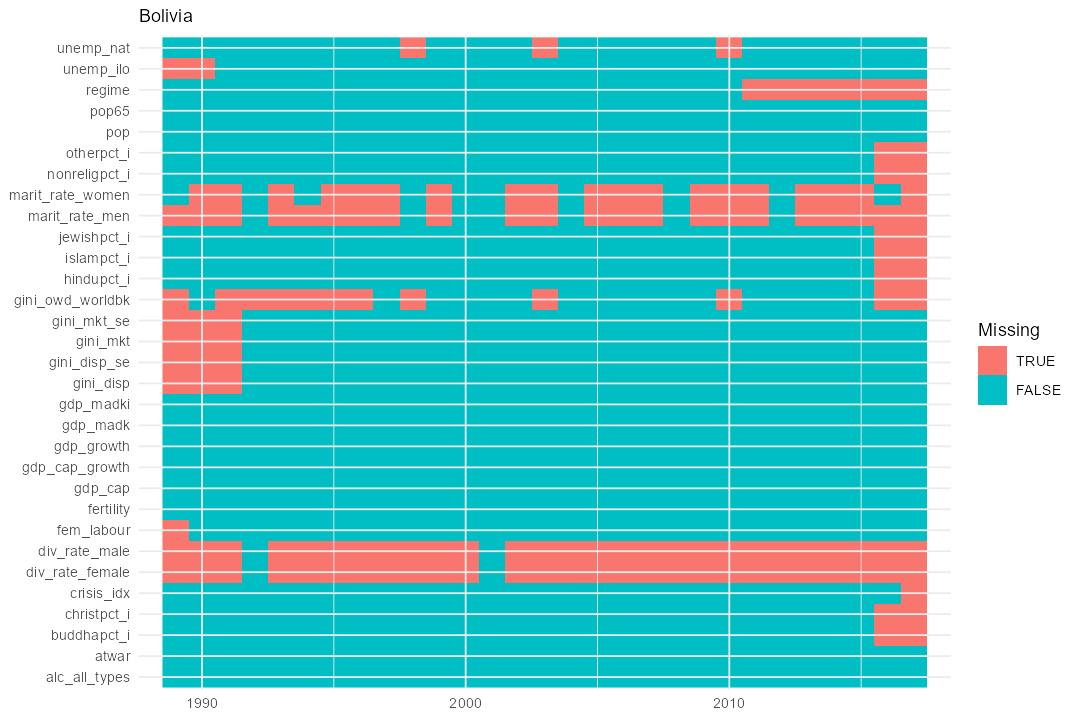 Bolivia
unemp_nat
unemp_ilo
regime
pop65
pop
otherpct_i
nonreligpct_i
marit_rate_women
marit_rate_men
jewishpct_i
islampct_i
hindupct_i
gini_owd_worldbk
gini_mkt_se
gini_mkt
gini_disp_se
gini_disp
gdp_madki
gdp_madk
gdp_growth
gdp_cap_growth
gdp_cap
fertility
fem_labour
div_rate_male
div_rate_female
crisis_idx
christpct_i
buddhapct_i
atwar
alc_all_types
1990 2000 2010
Missing
TRUE
FALSE